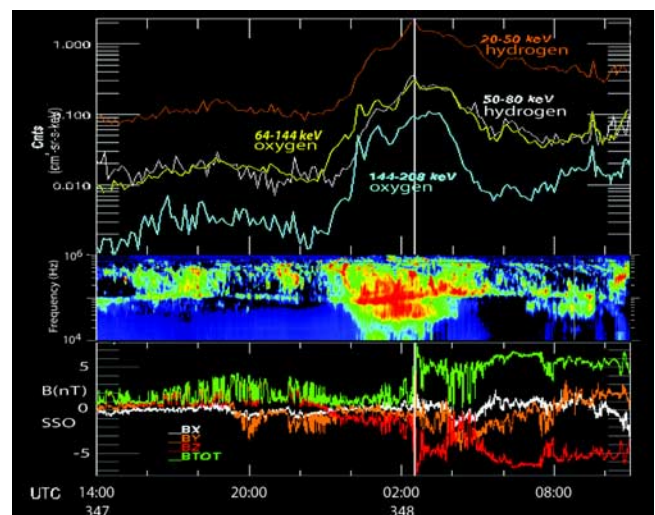 1.000
20-50 keV
hydrogen
Cnts
(cm-sr-s-keV)
0.100
64-144 keV
oxygen
50-80 keV
hydrogen
0.010
144-208 keV
oxygen
Frequency (Hz)
10⁶
10⁴
B(nT)
SSO
5
0
-5
BX
BY
BZ
BTOT
UTC
14:00
20:00
02:00
08:00
347
348